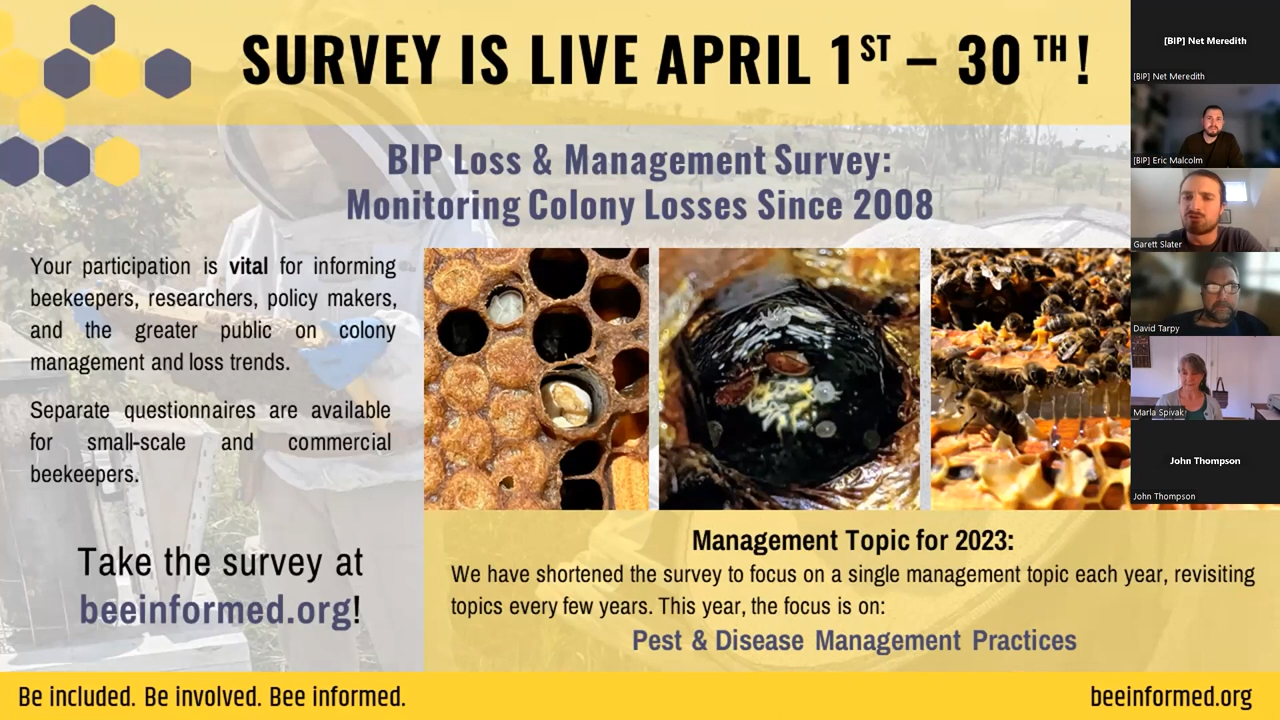 SURVEY IS LIVE APRIL 1ST – 30TH!
BIP Loss & Management Survey:
Monitoring Colony Losses Since 2008
Your participation is vital for informing
beekeepers, researchers, policy makers,
and the greater public on colony
management and loss trends.
Separate questionnaires are available
for small-scale and commercial
beekeepers.
Take the survey at
beeinformed.org!
Management Topic for 2023:
We have shortened the survey to focus on a single management topic each year, revisiting
topics every few years. This year, the focus is on:
Pest & Disease Management Practices
Be included. Be involved. Bee informed.
beeinformed.org
[BIP] Net Meredith
[BIP] Net Meredith
[BIP] Eric Malcolm
Garett Slater
David Tarpy
Marla Spivak
John Thompson
John Thompson